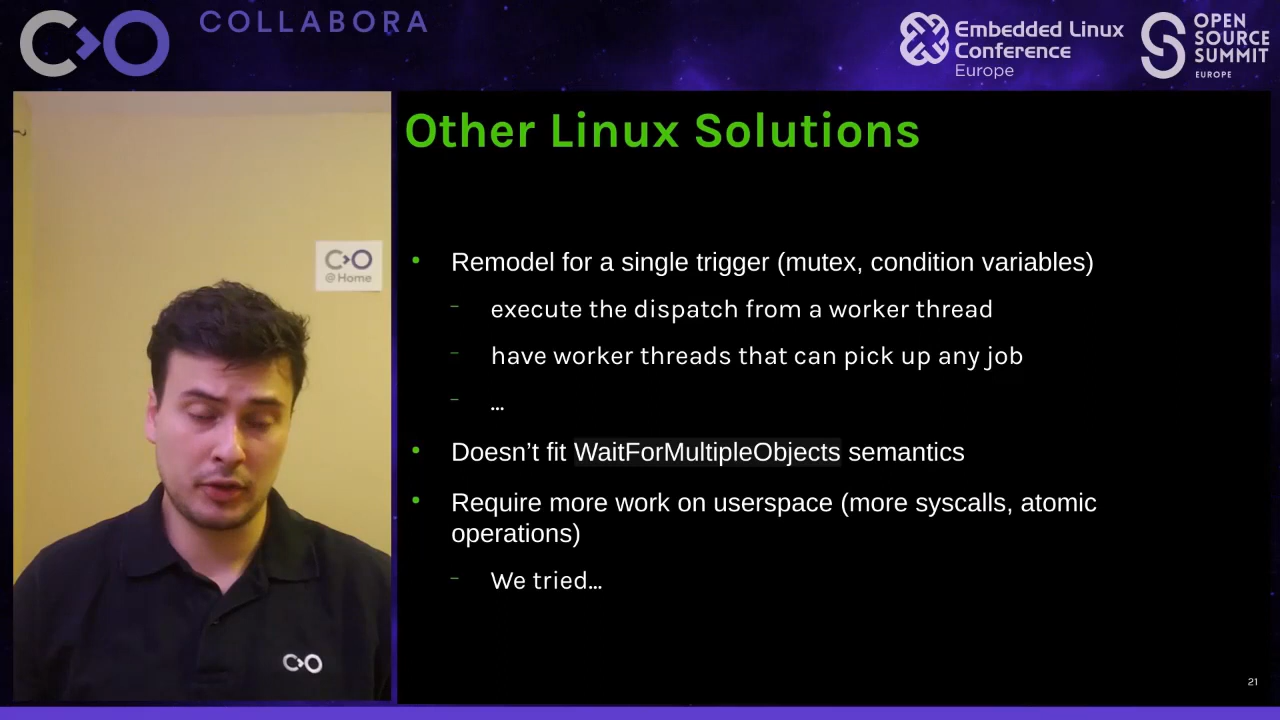 COLLABORA
Embedded Linux
Conference
Europe
OPEN
SOURCE
SUMMIT
EUROPE
@Home
Other Linux Solutions
Remodel for a single trigger (mutex, condition variables)
execute the dispatch from a worker thread
have worker threads that can pick up any job
...
Doesn’t fit WaitForMultipleObjects semantics
Require more work on userspace (more syscalls, atomic
operations)
We tried...
21